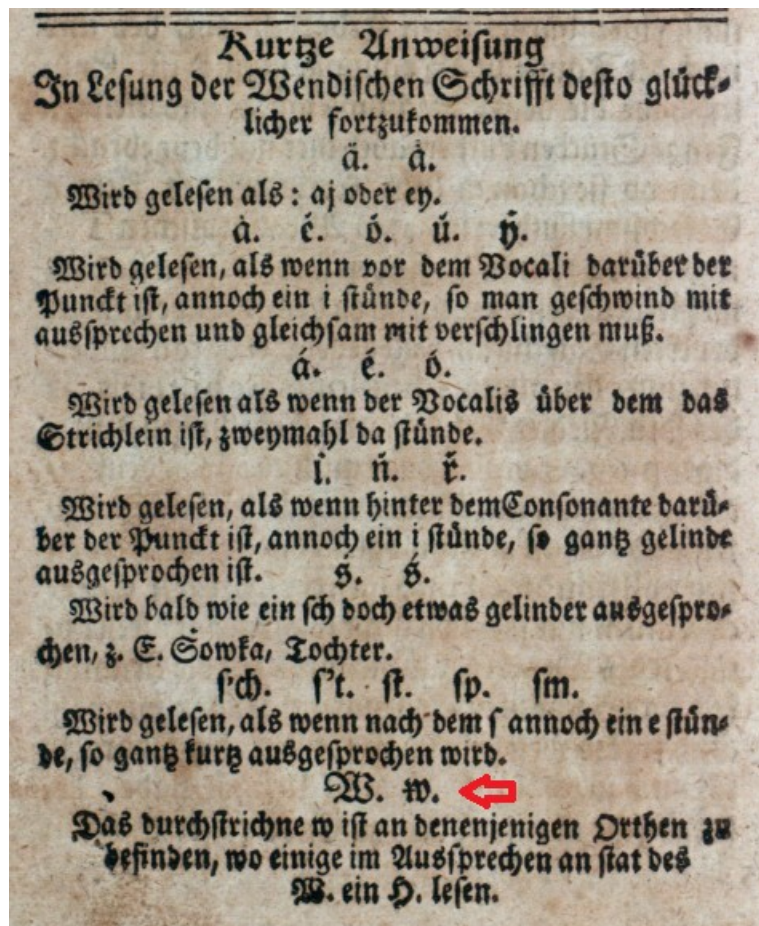 Kurtze Anweisung
In Lesung der Wendischen Schrifft desto glück-
licher fortzukommen.
ä. ȧ.
Wird gelesen als: aj oder ey.
ȧ. ė. ȯ. u̇. ẏ.
Wird gelesen, als wenn vor dem Vocali darüber der
Punckt ist, annoch ein i stünde, so man geschwind mit
aussprechen und gleichsam mit verschlingen muß.
á. é. ó.
Wird gelesen als wenn der Vocalis über dem das
Strichlein ist, zweymahl da stünde.
i. ṅ. ṙ.
Wird gelesen, als wenn hinter dem Consonante darü-
ber der Punckt ist, annoch ein i stünde, so gantz gelinde
ausgesprochen ist. ṡ. ṡ.
Wird bald wie ein sch doch etwas gelinder ausgespro-
chen, z. E. Ṡowka, Tochter.
s'ch. s't. st. sp. sm.
Wird gelesen, als wenn nach dem s annoch ein e stün-
de, so gantz kurtz ausgesprochen wird.
W̵. w̵.
Das durchstrichne w ist an denenjenigen Orthen zu
befinden, wo einige im Aussprechen an stat des
W. ein H. lesen.